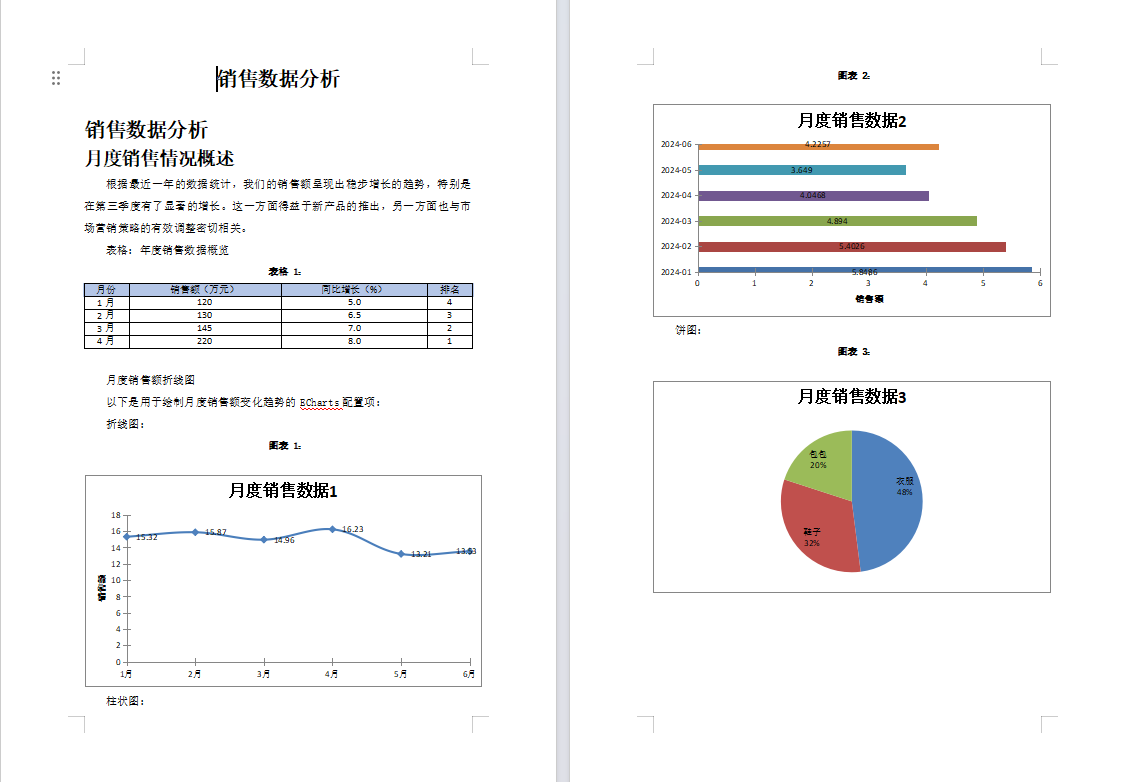 销售数据分析
销售数据分析
月度销售情况概述
根据最近一年的数据统计，我们的销售额呈现出稳步增长的趋势，特别是
在第三季度有了显著的增长。这一方面得益于新产品的推出，另一方面也与市
场营销策略的有效调整密切相关。
表格：年度销售数据概览
表格 1：
月份 销售额（万元） 同比增长（%） 排名
1月 120 5.0 4
2月 130 6.5 3
3月 145 7.0 2
4月 220 8.0 1
月度销售额折线图
以下是用于绘制月度销售额变化趋势的 ECharts 配置项：
折线图：
图表 1：
月度销售数据1
销售额
18
16
14
12
10
8
6
4
2
0
15.32 15.87 14.96 16.23 13.21
1月 2月 3月 4月 5月 6月
柱状图：
图表 2：
月度销售数据2
2024-06 4.2257
2024-05 3.649
2024-04 4.0468
2024-03 4.894
2024-02 5.4026
2024-01 5.8486
0 1 2 3 4 5 6
销售额
饼图：
图表 3：
月度销售数据3
包包
20%
衣服
48%
鞋子
32%